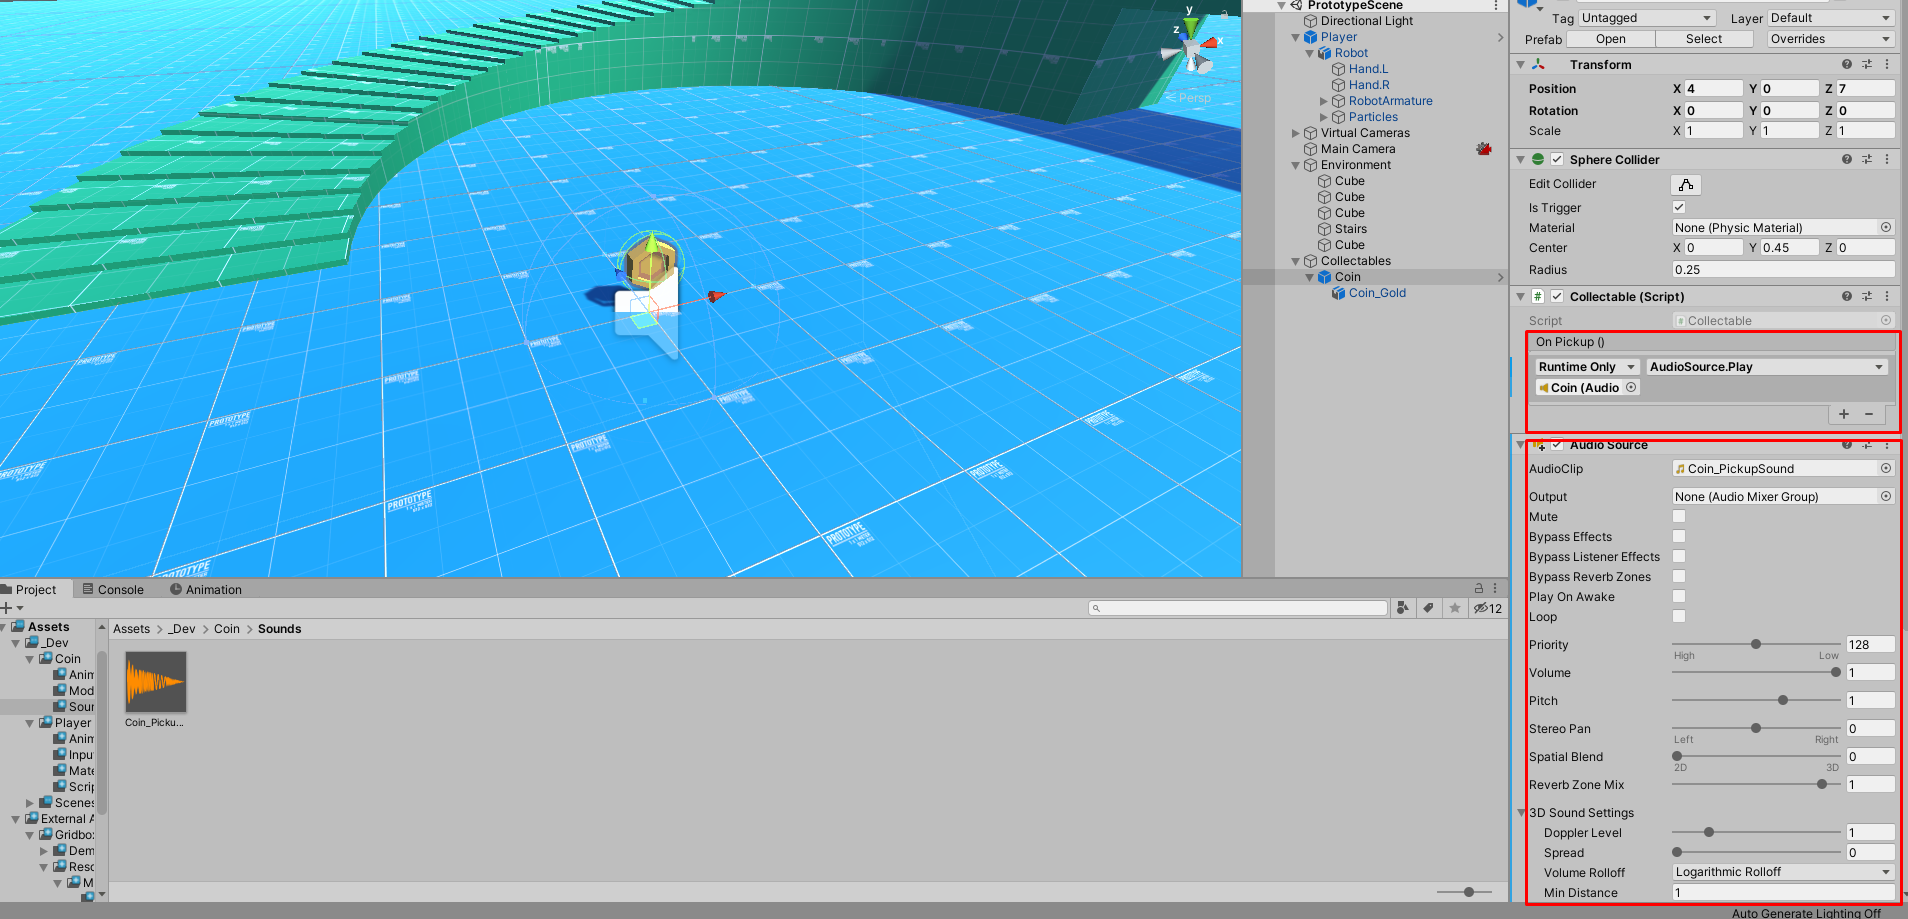 y
z
x
< Persp
PROTOTYPE
PROTOTYPE
PROTOTYPE
PROTOTYPE
PROTOTYPE
PROTOTYPE
PROTOTYPE
PrototypeScene
Directional Light
Player
Robot
Hand.L
Hand.R
RobotArmature
Particles
Virtual Cameras
Main Camera
Environment
Cube
Cube
Cube
Stairs
Cube
Collectables
Coin
Coin_Gold
Tag Untagged Layer Default
Prefab Open Select Overrides
Transform
Position X 4 Y 0 Z 7
Rotation X 0 Y 0 Z 0
Scale X 1 Y 1 Z 1
Sphere Collider
Edit Collider
Is Trigger
Material None (Physic Material)
Center X 0 Y 0.45 Z 0
Radius 0.25
# Collectable (Script)
Script Collectable
On Pickup ()
Runtime Only AudioSource.Play
Coin (Audio
+ −
Audio Source
AudioClip Coin_PickupSound
Output None (Audio Mixer Group)
Mute
Bypass Effects
Bypass Listener Effects
Bypass Reverb Zones
Play On Awake
Loop
Priority 128
High Low
Volume 1
Pitch 1
Stereo Pan 0
Left Right
Spatial Blend 0
2D 3D
Reverb Zone Mix 1
3D Sound Settings
Doppler Level 1
Spread 0
Volume Rolloff Logarithmic Rolloff
Min Distance 1
Project Console Animation
12
Assets
_Dev
Coin
Anim
Mod
Soun
Player
Anim
Inpu
Mate
Scrip
Scenes
External A
Gridbo
Dem
Reso
M
Assets > _Dev > Coin > Sounds
Coin_Picku...
Auto Generate Lighting Off